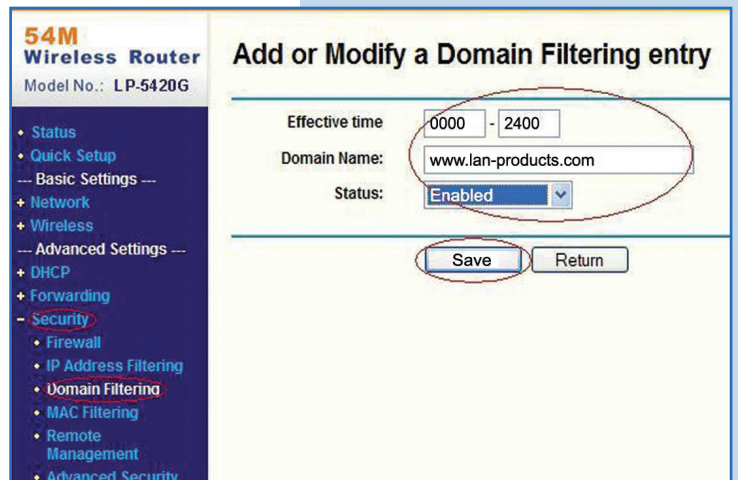 54M
Wireless Router
Model No.: LP-5420G
• Status
• Quick Setup
--- Basic Settings ---
+ Network
+ Wireless
--- Advanced Settings ---
+ DHCP
+ Forwarding
- Security
• Firewall
• IP Address Filtering
• Domain Filtering
• MAC Filtering
• Remote
Management
• Advanced Security
Add or Modify a Domain Filtering entry
Effective time 0000 - 2400
Domain Name: www.lan-products.com
Status: Enabled
Save Return